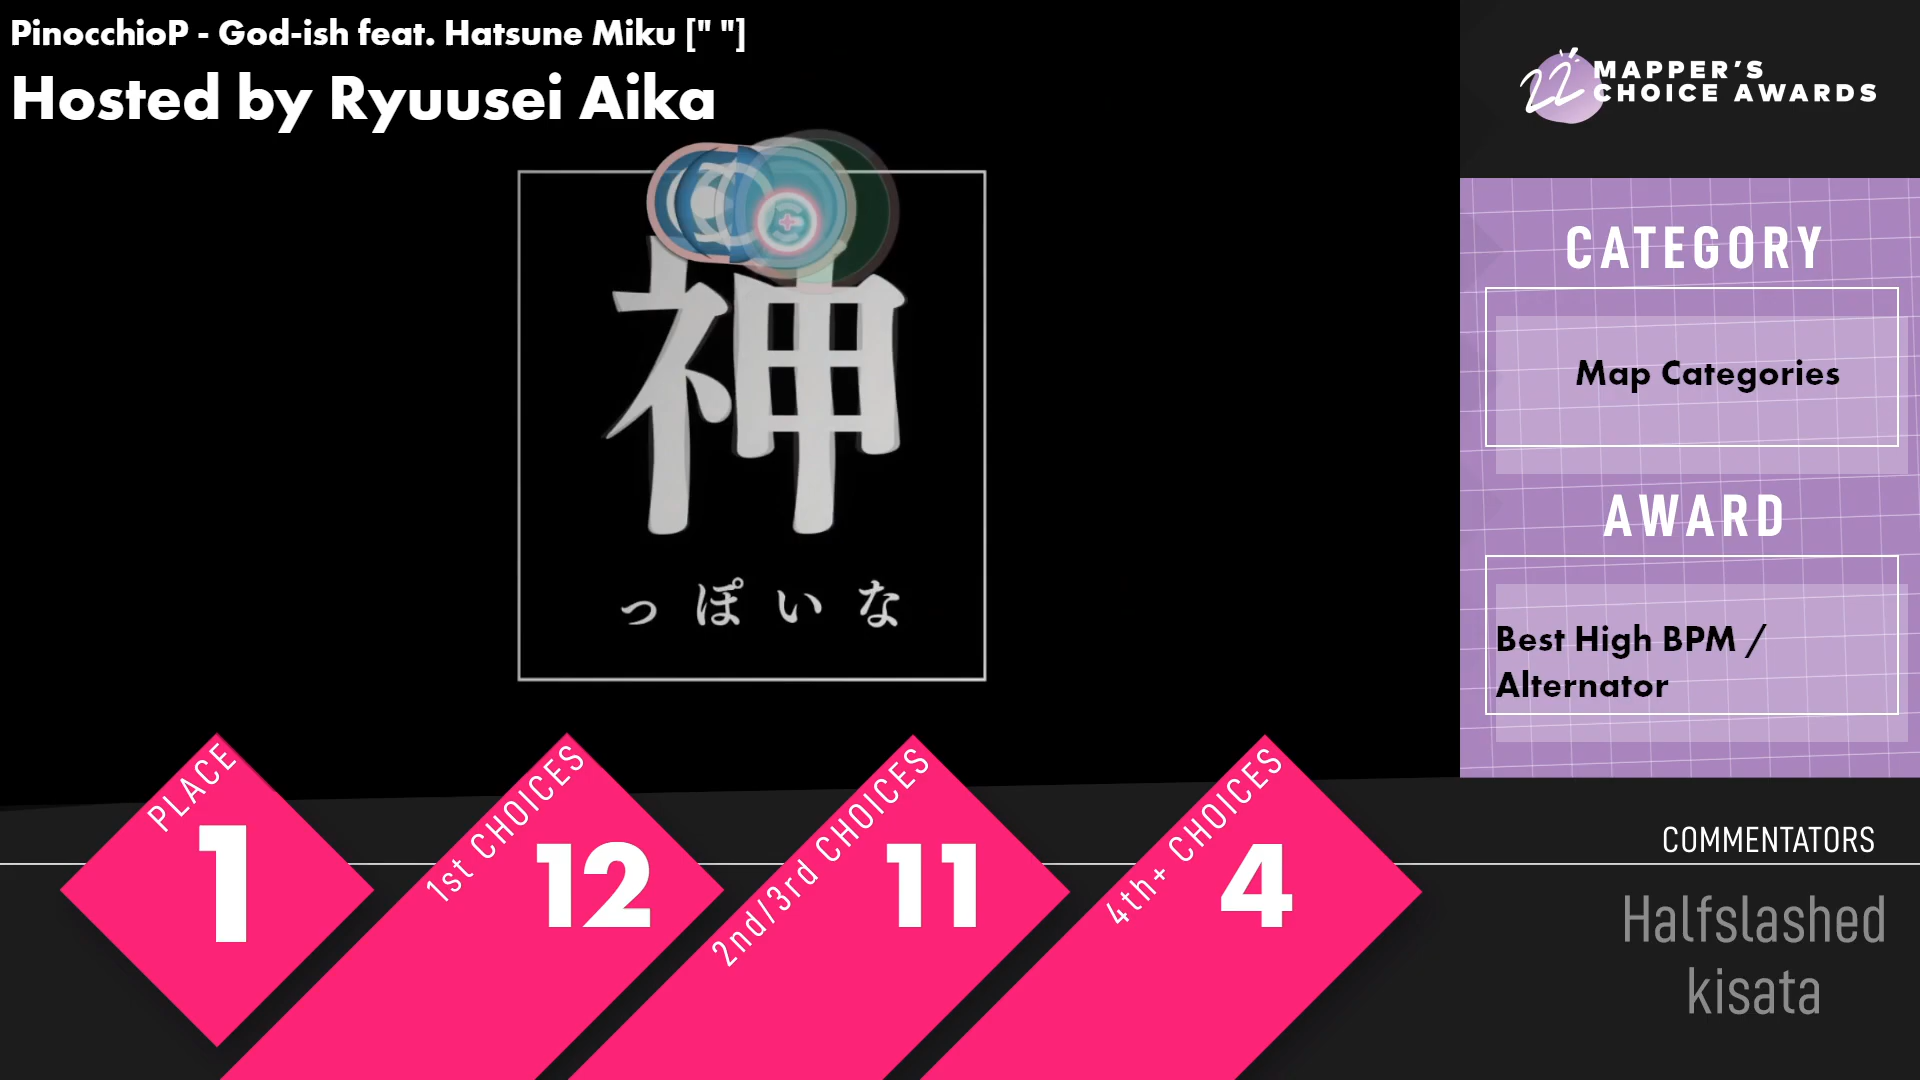 PinocchioP - God-ish feat. Hatsune Miku [" "]
Hosted by Ryuusei Aika
22
MAPPER'S
CHOICE AWARDS
神
っぽいな
CATEGORY
Map Categories
AWARD
Best High BPM /
Alternator
PLACE
1
1st CHOICES
12
2nd/3rd CHOICES
11
4th+ CHOICES
4
COMMENTATORS
Halfslashed
kisata